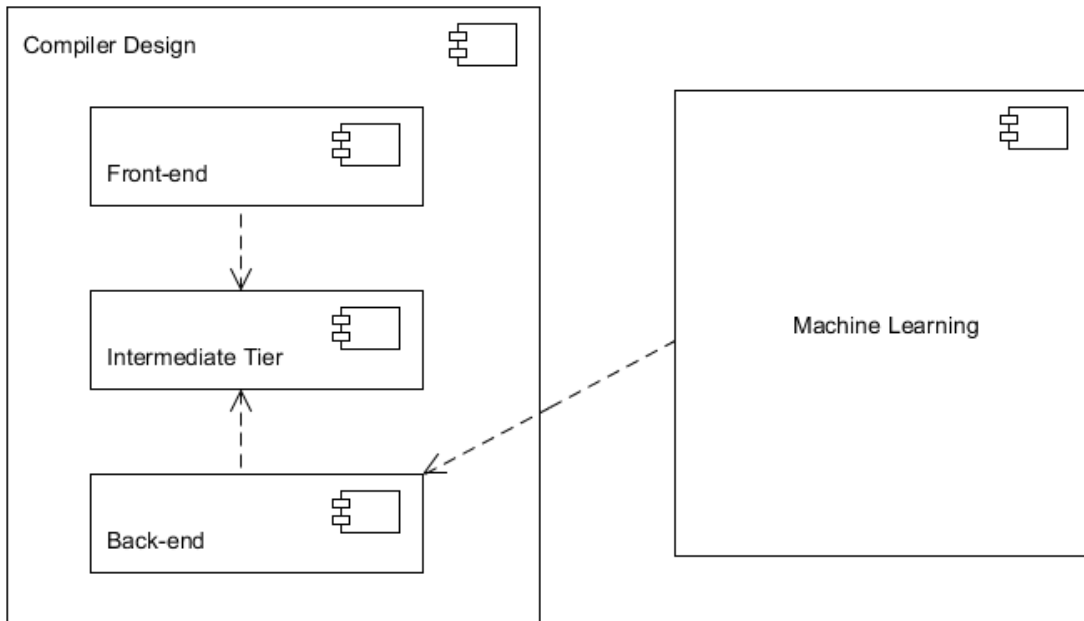 Compiler Design
Front-end
Intermediate Tier
Machine Learning
Back-end